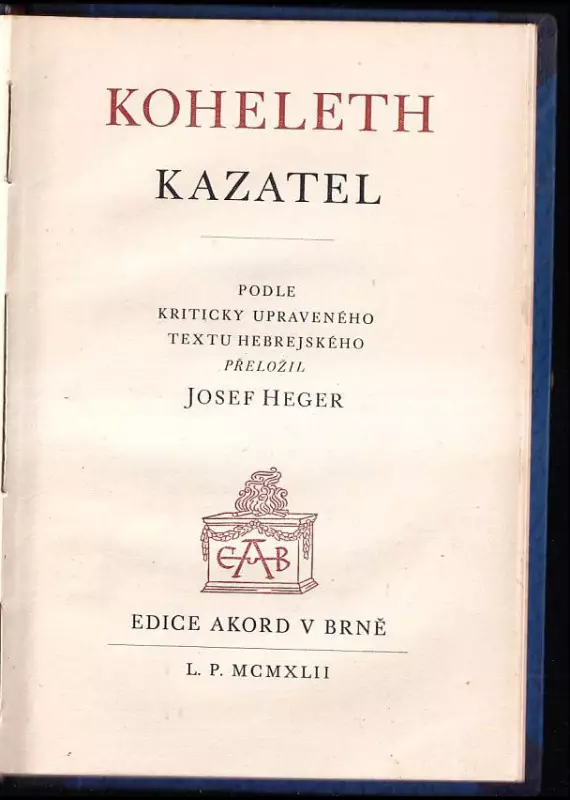 KOHELETH
KAZATEL
PODLE
KRITICKY UPRAVENÉHO
TEXTU HEBREJSKÉHO
PŘELOŽIL
JOSEF HEGER
EAB
EDICE AKORD V BRNĚ
L. P. MCMXLII